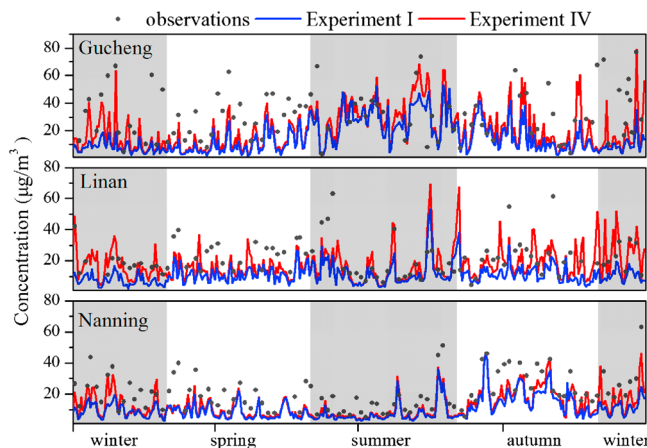 observations Experiment I Experiment IV
Concentration (μg/m³)
Gucheng
80
60
40
20
Linan
80
60
40
20
Nanning
80
60
40
20
winter spring summer autumn winter